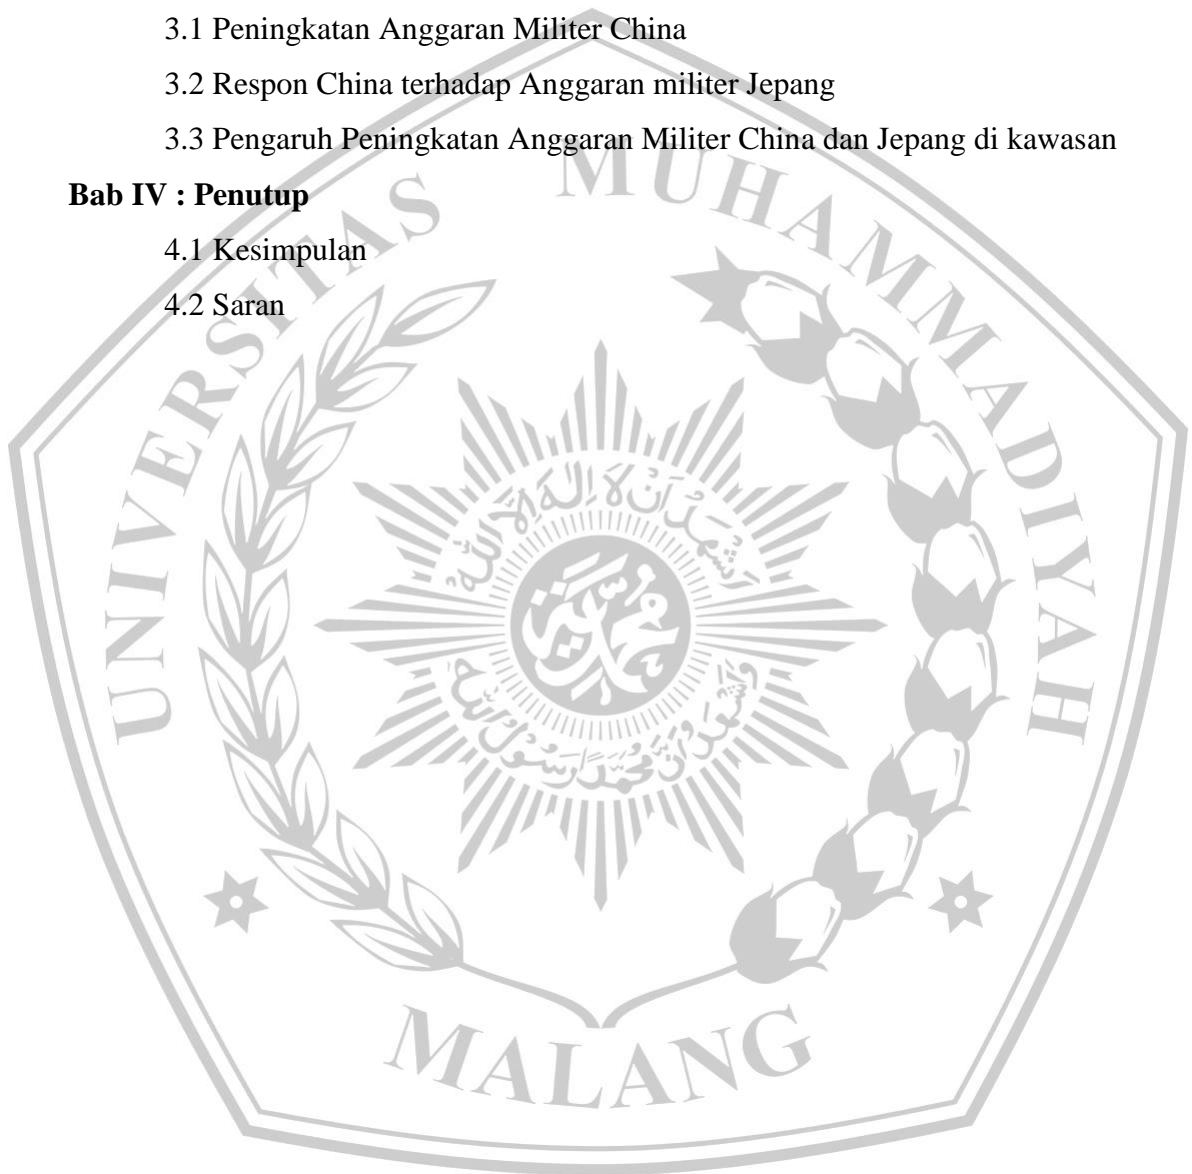 3.1 Peningkatan Anggaran Militer China
3.2 Respon China terhadap Anggaran militer Jepang
3.3 Pengaruh Peningkatan Anggaran Militer China dan Jepang di kawasan
Bab IV : Penutup
4.1 Kesimpulan
4.2 Saran
UNIVERSITAS MUHAMMADIYAH
MALANG